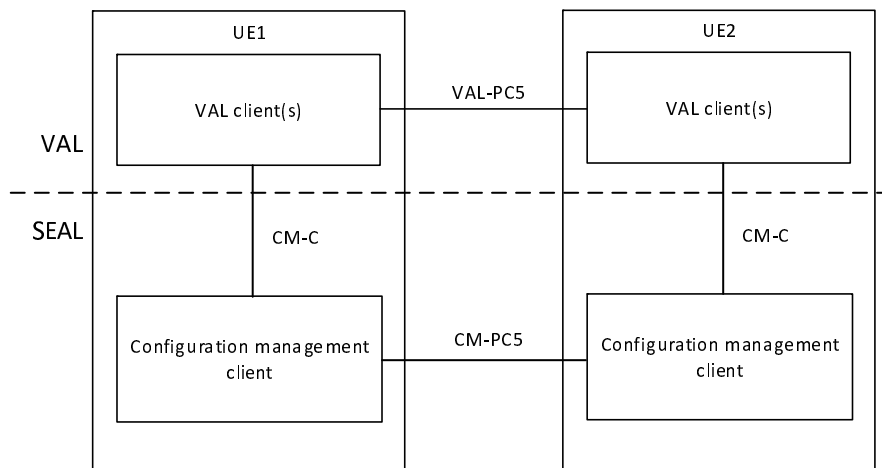 UE1
UE2
VAL client(s)
VAL-PC5
VAL client(s)
VAL
SEAL
CM-C
CM-C
Configuration management
client
CM-PC5
Configuration management
client